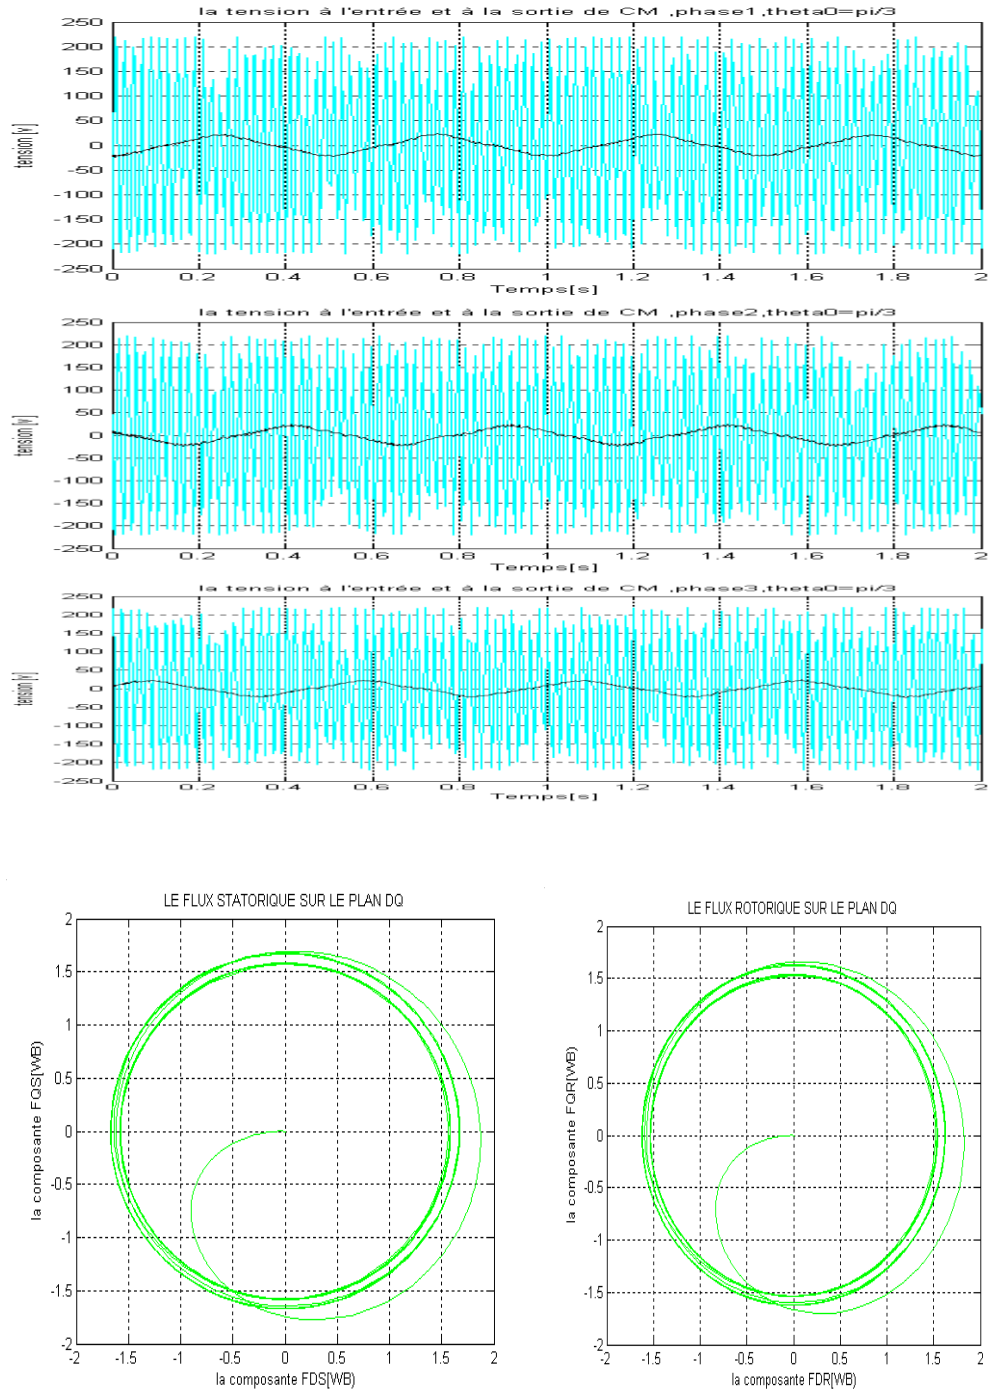 la tension à l'entrée et à la sortie de CM ,phase1,theta0=pi/3
250
200
150
100
50
0
-50
-100
-150
-200
-250
tension [v]
0 0.2 0.4 0.6 0.8 1 1.2 1.4 1.6 1.8 2
Temps[s]
la tension à l'entrée et à la sortie de CM ,phase2,theta0=pi/3
250
200
150
100
50
0
-50
-100
-150
-200
-250
tension [v]
0 0.2 0.4 0.6 0.8 1 1.2 1.4 1.6 1.8 2
Temps[s]
la tension à l'entrée et à la sortie de CM ,phase3,theta0=pi/3
250
200
150
100
50
0
-50
-100
-150
-200
-250
tension [v]
0 0.2 0.4 0.6 0.8 1 1.2 1.4 1.6 1.8 2
Temps[s]
LE FLUX STATORIQUE SUR LE PLAN DQ
2
1.5
1
0.5
0
-0.5
-1
-1.5
-2
la composante FQS(WB)
-2 -1.5 -1 -0.5 0 0.5 1 1.5 2
la composante FDS[WB)
LE FLUX ROTORIQUE SUR LE PLAN DQ
2
1.5
1
0.5
0
-0.5
-1
-1.5
-2
la composante FQR[WB)
-2 -1.5 -1 -0.5 0 0.5 1 1.5 2
la composante FDR[WB)